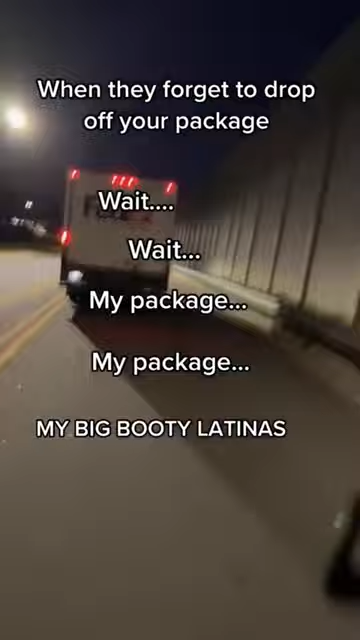 When they forget to drop
off your package
Wait....
Wait...
My package...
My package...
MY BIG BOOTY LATINAS